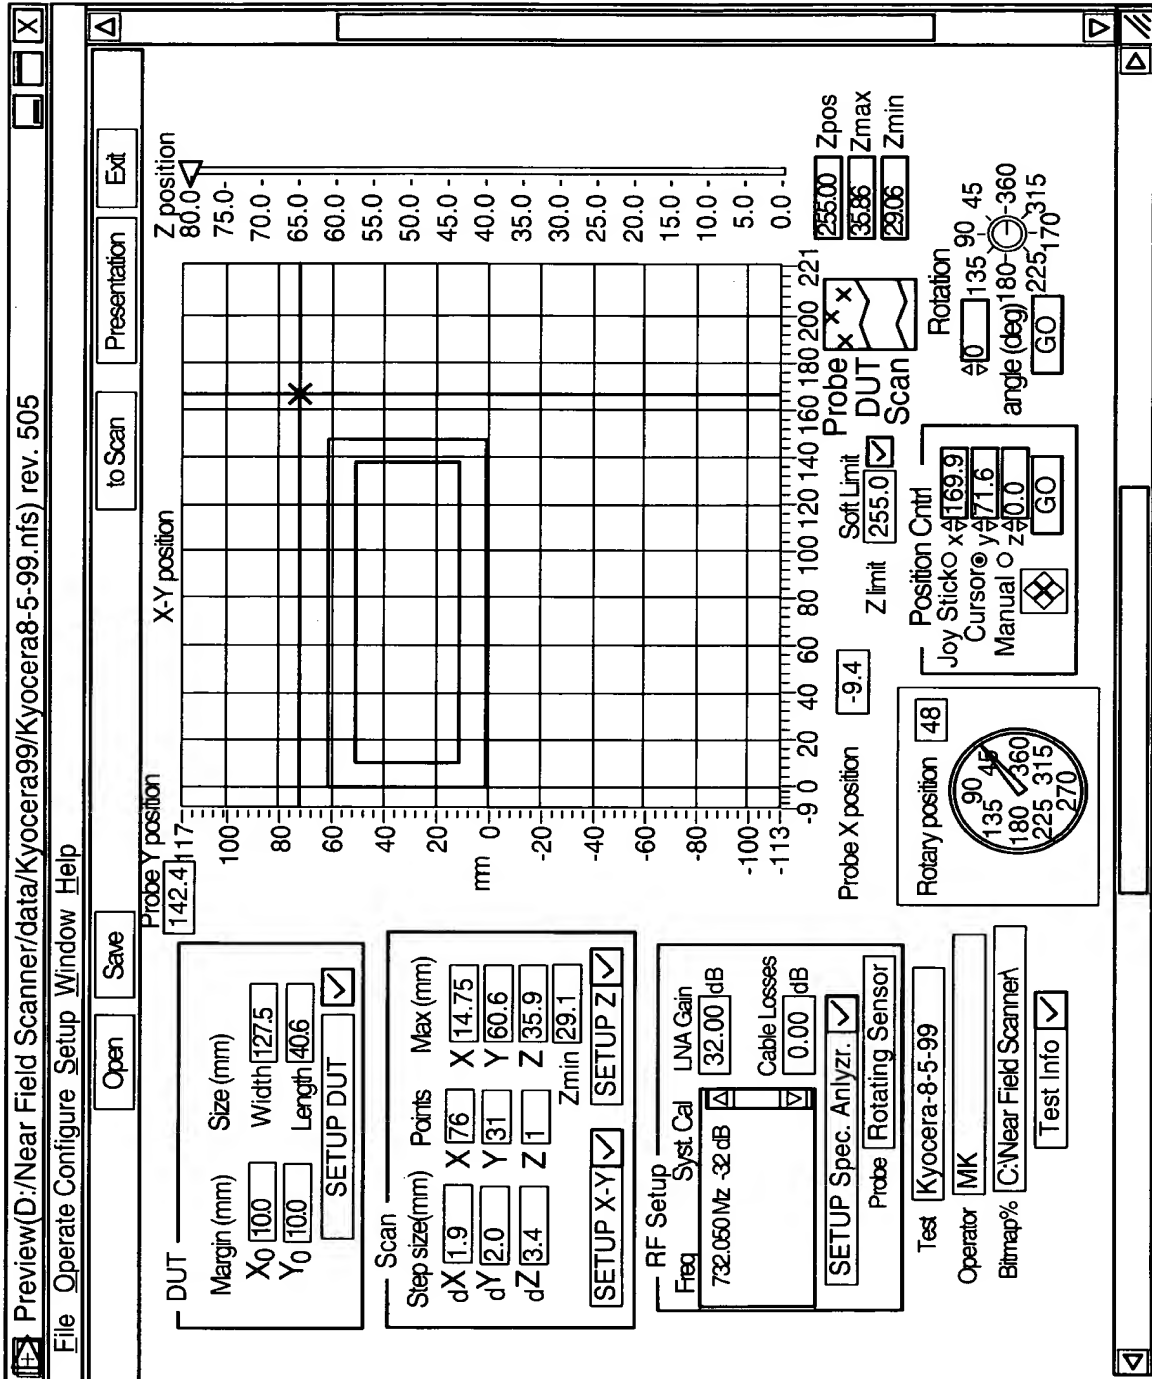 Preview(D:/Near Field Scanner/data/Kyocera99/Kyocera8-5-99.nfs) rev. 505
File Operate Configure Setup Window Help
Open Save to Scan Presentation Exit
DUT
Margin (mm) Size (mm)
X0 10.0 Width 127.5
Y0 10.0 Length 40.6
SETUP DUT
Scan
Step size(mm) Points Max (mm)
dX 1.9 X 76 X 14.75
dY 2.0 Y 31 Y 60.6
dZ 3.4 Z 1 Z 35.9
Zmin 29.1
SETUP X-Y SETUP Z
RF Setup
Freq Syst. Cal LNA Gain
732.050 Mz -32 dB 32.00 dB
Cable Losses
0.00 dB
SETUP Spec. Anlyzr.
Probe Rotating Sensor
Test Kyocera-8-5-99
Operator MK
Bitmap% C:\Near Field Scanner\
Test Info
Probe Y position
142.4
X-Y position
117
100
80
60
40
20
mm 0
-20
-40
-60
-80
-100
-113
-9 0 20 40 60 80 100 120 140 160 180 200 221
Z position
80.0
75.0
70.0
65.0
60.0
55.0
50.0
45.0
40.0
35.0
30.0
25.0
20.0
15.0
10.0
5.0
0.0
Probe X position -9.4
Z limit 255.0
Soft Limit
Probe
DUT
Scan
255.00 Zpos
35.86 Zmax
29.06 Zmin
Rotary position 48
90
135 45
180 360
225 315
270
Position Cntrl
Joy Stick x 169.9
Cursor y 71.6
Manual z 0.0
GO
Rotation
0
angle (deg)
GO
90
135 45
180 360
225 315
170